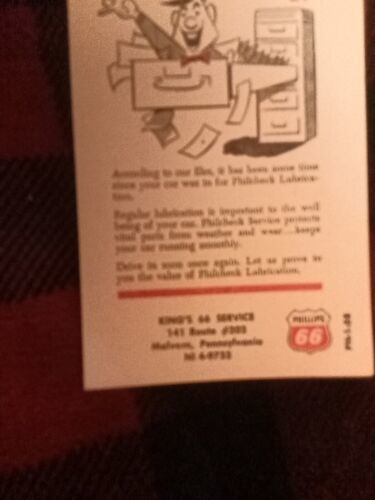 According to our files, it has been some time
since your car was in for Philcheck Lubrica-
tion.
Regular lubrication is important to the well
being of your car. Philcheck Service protects
vital parts from weather and wear...keeps
your car running smoothly.
Drive in soon once again. Let us prove to
you the value of Philcheck Lubrication.
KING'S 66 SERVICE
141 Route #202
Malvern, Pennsylvania
NI 4-9733
PHILLIPS
66